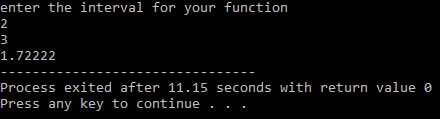 enter the interval for your function
2
3
1.72222
--------------------------------
Process exited after 11.15 seconds with return value 0
Press any key to continue . . .